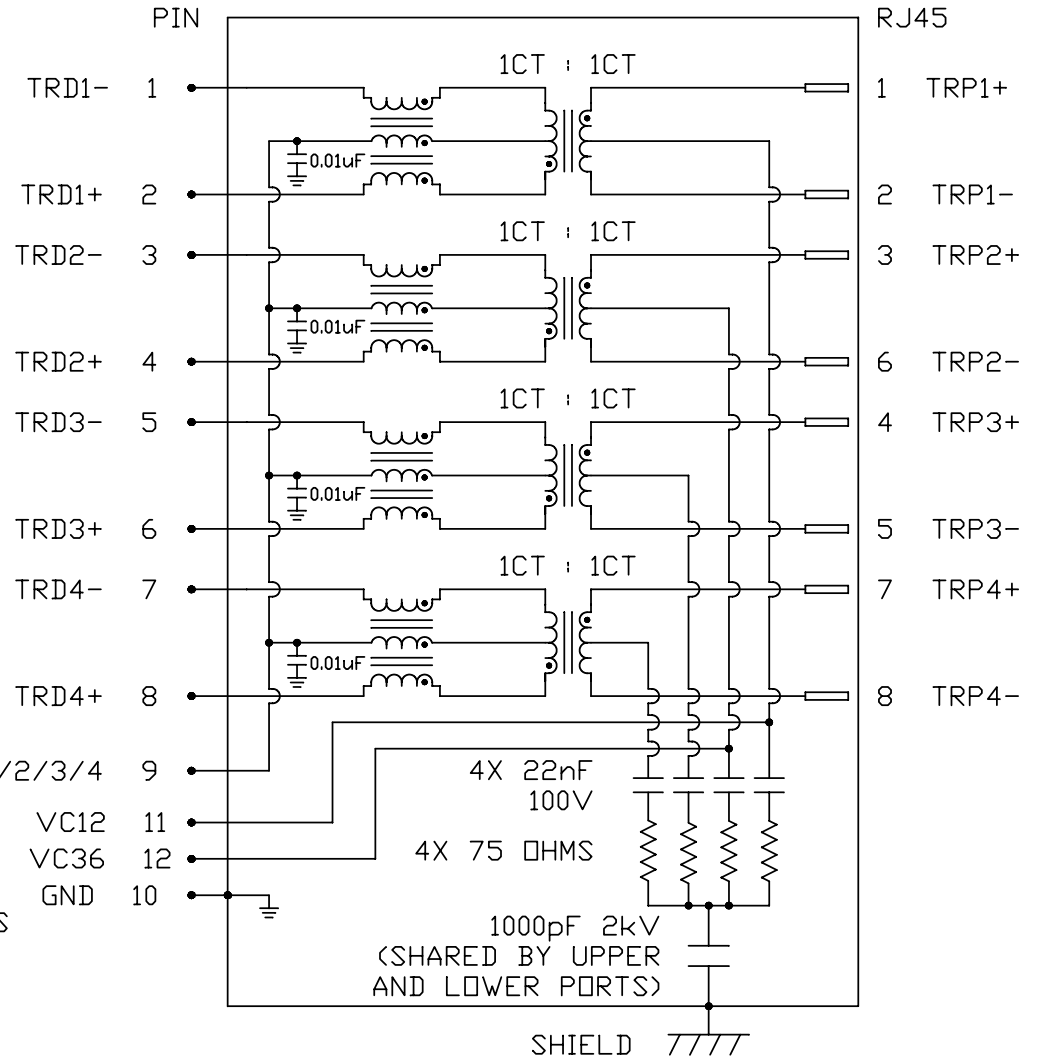 PIN RJ45
1CT : 1CT
TRD1- 1 1 TRP1+
0.01uF
TRD1+ 2 2 TRP1-
1CT : 1CT
TRD2- 3 3 TRP2+
0.01uF
TRD2+ 4 6 TRP2-
1CT : 1CT
TRD3- 5 4 TRP3+
0.01uF
TRD3+ 6 5 TRP3-
1CT : 1CT
TRD4- 7 7 TRP4+
0.01uF
TRD4+ 8 8 TRP4-
/2/3/4 9 4X 22nF
100V
VC12 11
VC36 12 4X 75 OHMS
GND 10
S
1000pF 2kV
(SHARED BY UPPER
AND LOWER PORTS)
SHIELD